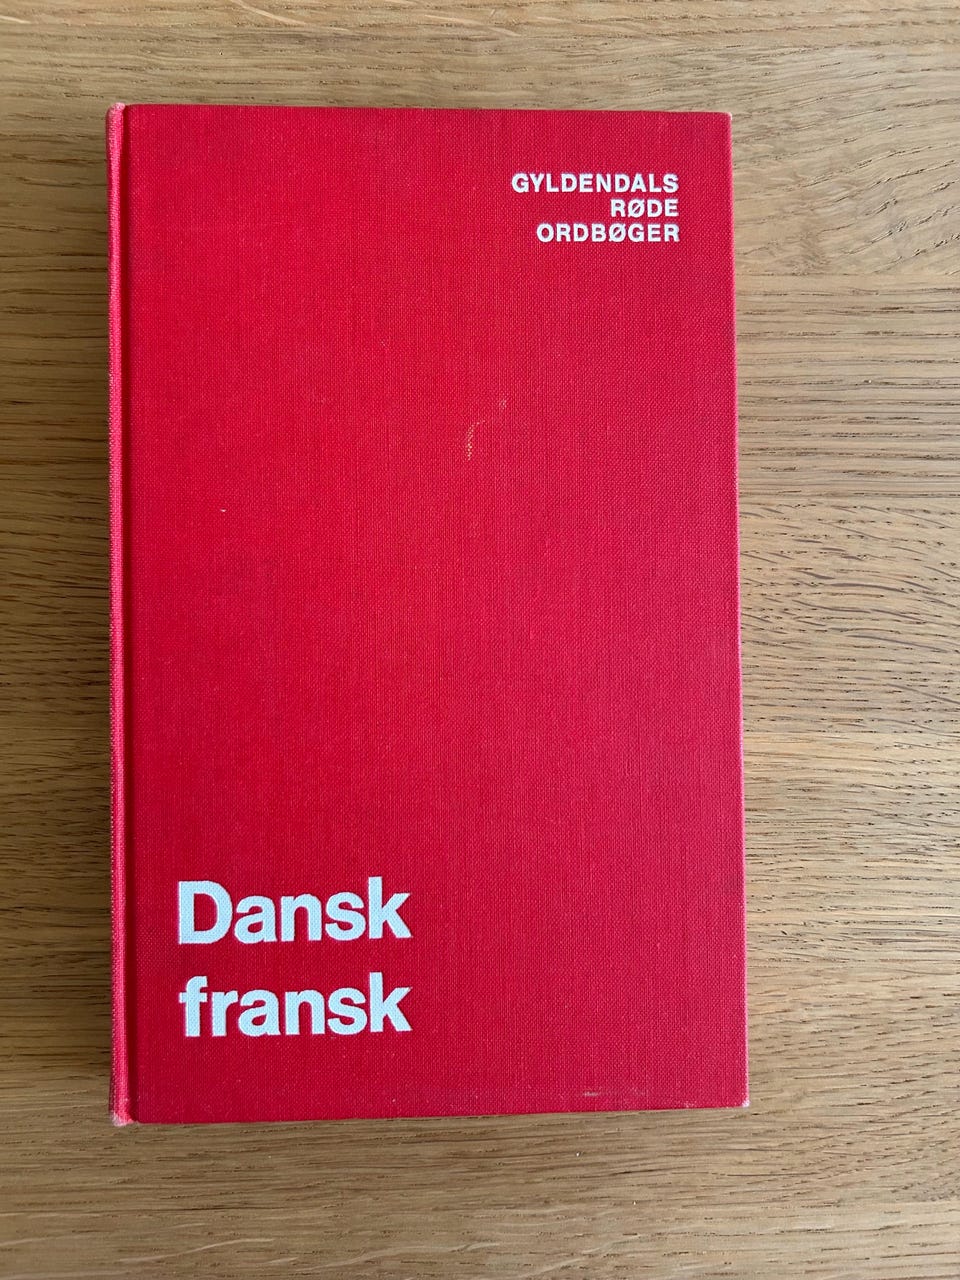 GYLDENDALS
RØDE
ORDBØGER
Dansk
fransk